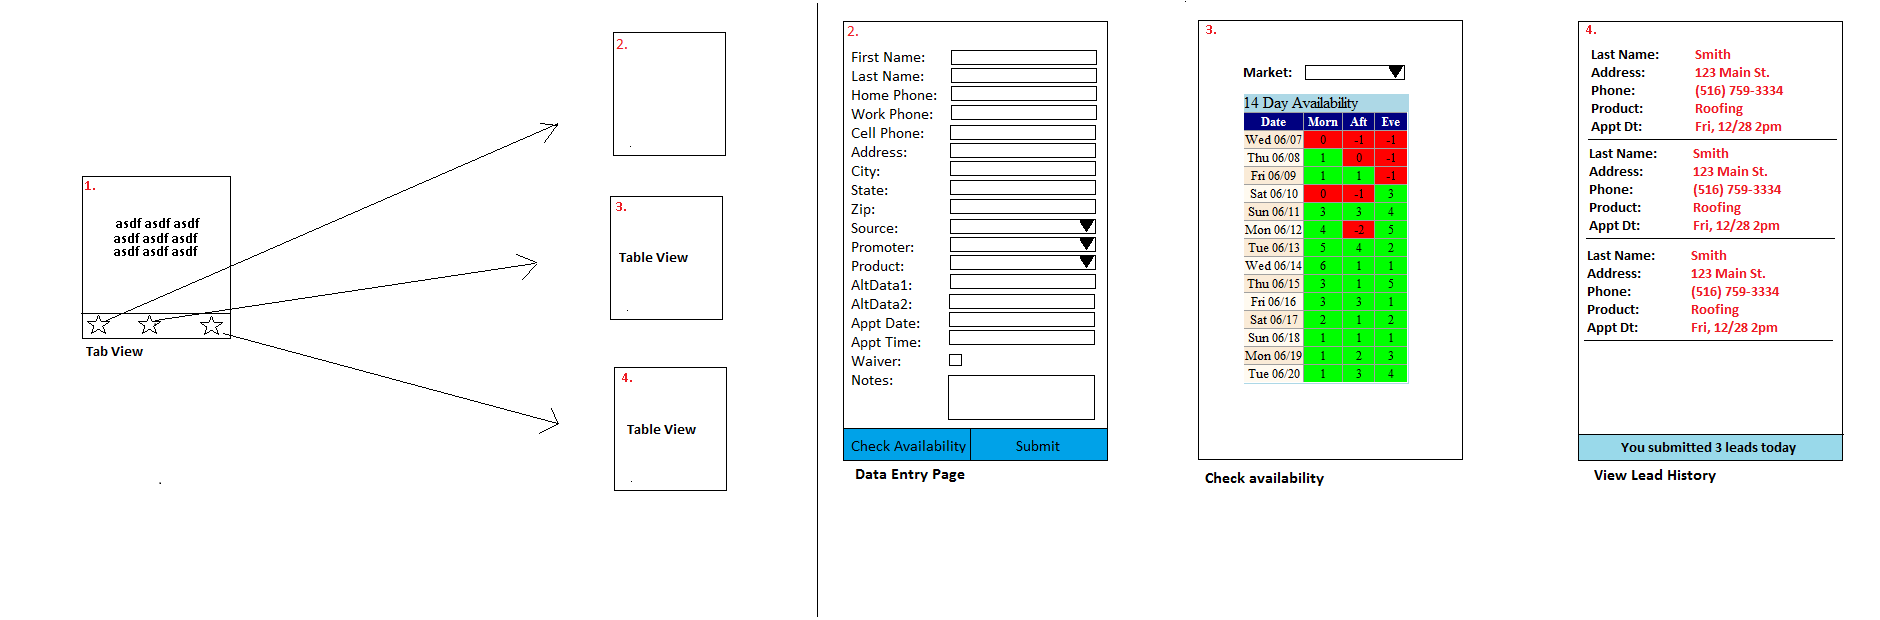 1.
asdf asdf asdf
asdf asdf asdf
asdf asdf asdf
Tab View
2.
3.
Table View
4.
Table View
2.
First Name:
Last Name:
Home Phone:
Work Phone:
Cell Phone:
Address:
City:
State:
Zip:
Source:
Promoter:
Product:
AltData1:
AltData2:
Appt Date:
Appt Time:
Waiver:
Notes:
Check Availability Submit
Data Entry Page
3.
Market:
14 Day Availability
Date Morn Aft Eve
Wed 06/07 0 -1 -1
Thu 06/08 1 0 -1
Fri 06/09 1 1 -1
Sat 06/10 0 -1 3
Sun 06/11 3 3 4
Mon 06/12 4 -2 5
Tue 06/13 5 4 2
Wed 06/14 6 1 1
Thu 06/15 3 1 5
Fri 06/16 3 3 1
Sat 06/17 2 1 2
Sun 06/18 1 1 1
Mon 06/19 1 2 3
Tue 06/20 1 3 4
Check availability
4.
Last Name: Smith
Address: 123 Main St.
Phone: (516) 759-3334
Product: Roofing
Appt Dt: Fri, 12/28 2pm
Last Name: Smith
Address: 123 Main St.
Phone: (516) 759-3334
Product: Roofing
Appt Dt: Fri, 12/28 2pm
Last Name: Smith
Address: 123 Main St.
Phone: (516) 759-3334
Product: Roofing
Appt Dt: Fri, 12/28 2pm
You submitted 3 leads today
View Lead History